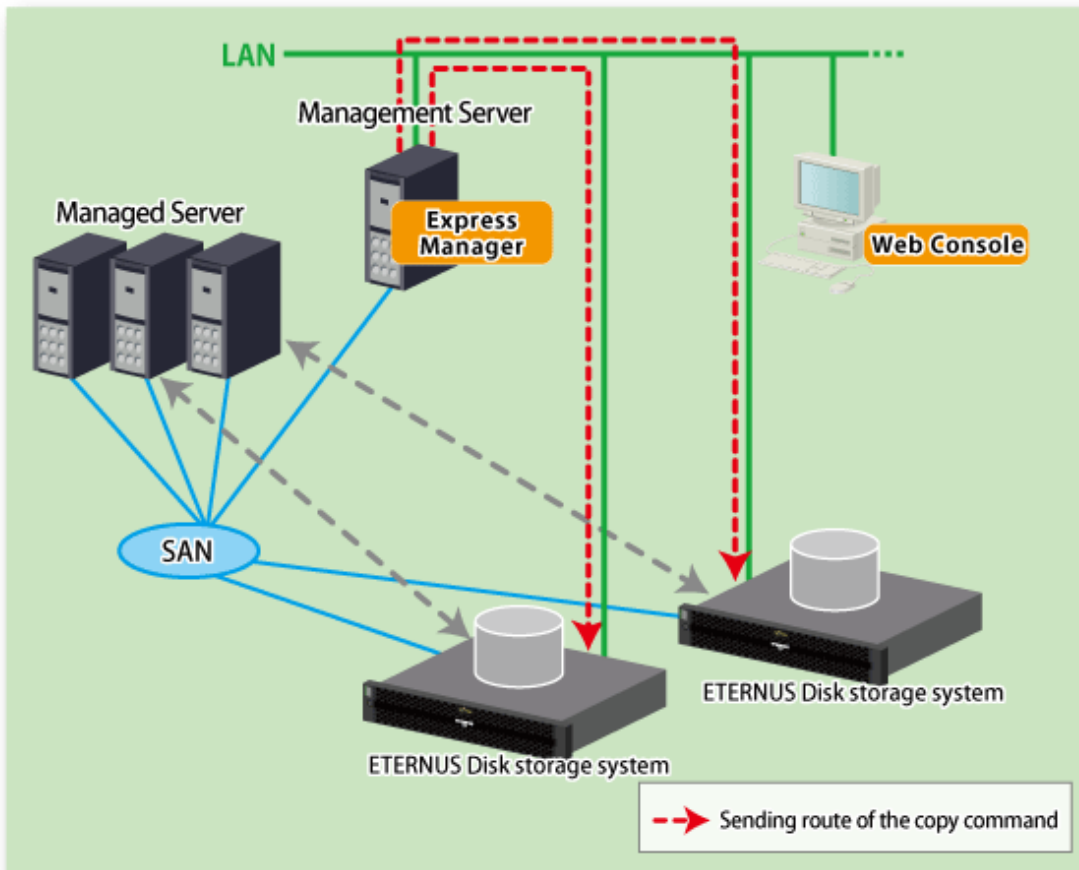 LAN
Management Server
Managed Server
Express
Manager
Web Console
SAN
ETERNUS Disk storage system
ETERNUS Disk storage system
Sending route of the copy command